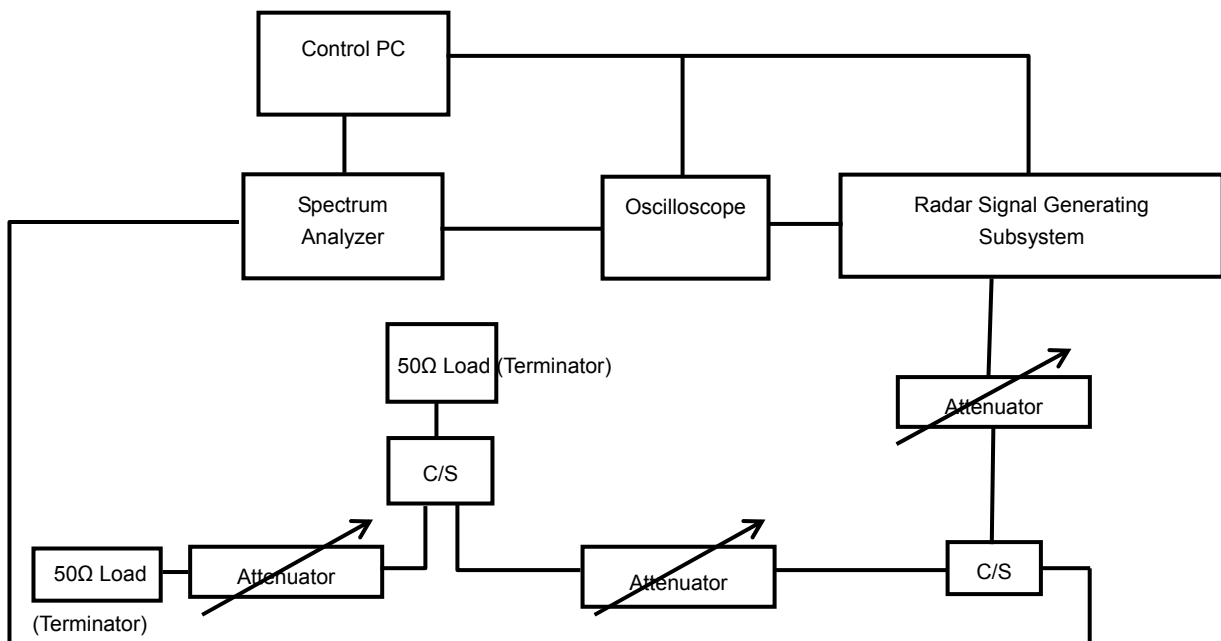 Control PC
Spectrum
Analyzer
Oscilloscope
Radar Signal Generating
Subsystem
50Ω Load (Terminator)
Attenuator
C/S
50Ω Load
(Terminator)
Attenuator
Attenuator
C/S